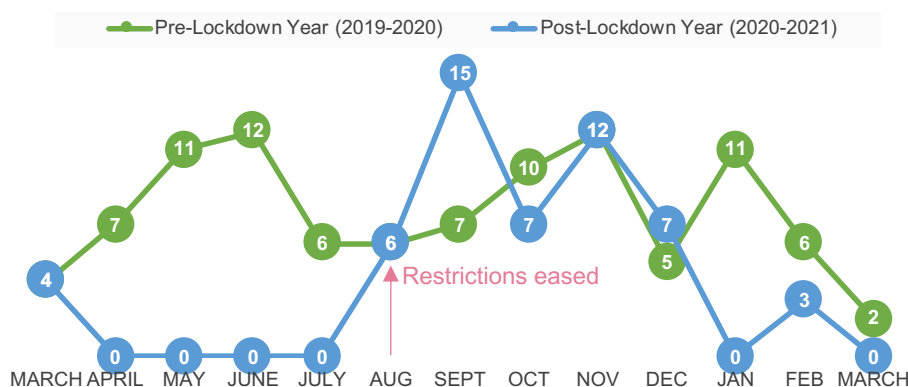 Pre-Lockdown Year (2019-2020) Post-Lockdown Year (2020-2021)
15
12 12
11 11
10
7 7 7 7
6 6 6
5
4
3
2
Restrictions eased
0 0 0 0 0 0
MARCH APRIL MAY JUNE JULY AUG SEPT OCT NOV DEC JAN FEB MARCH